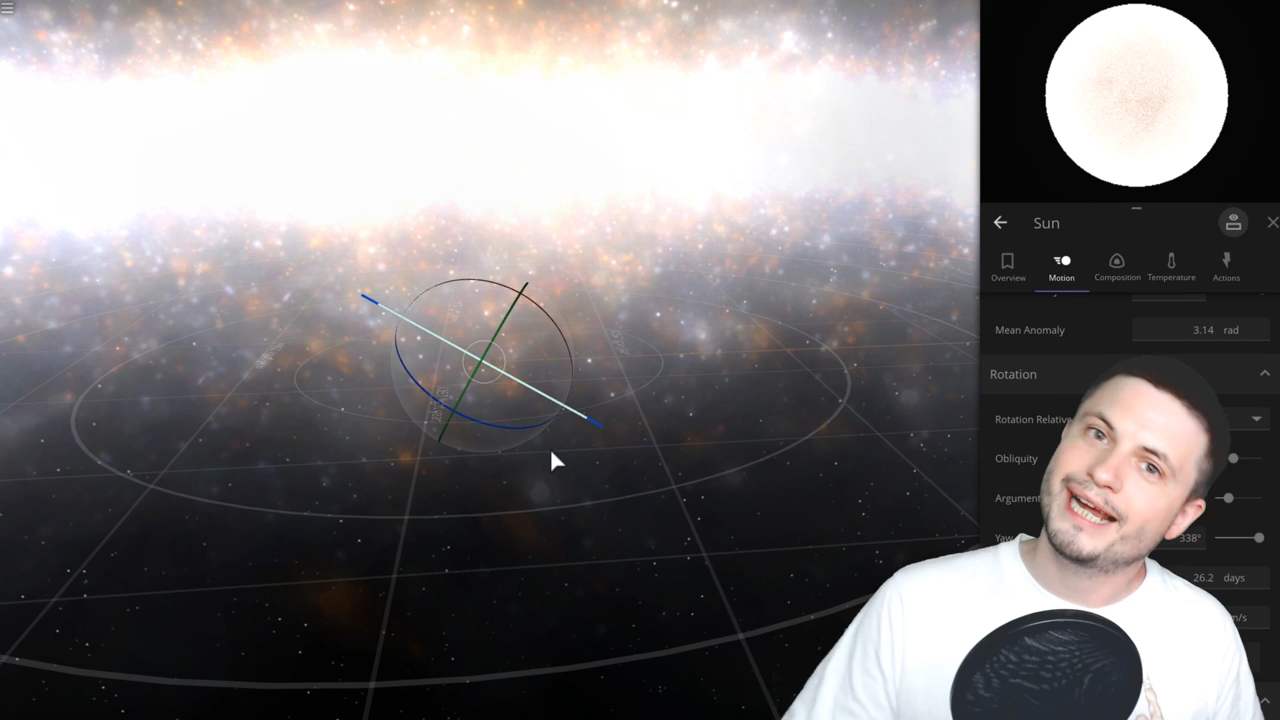 Sun
Overview
Motion
Composition
Temperature
Actions
Mean Anomaly
3.14 rad
Rotation
Rotation Relative
Obliquity
Argument
Yaw
338°
26.2 days
m/s